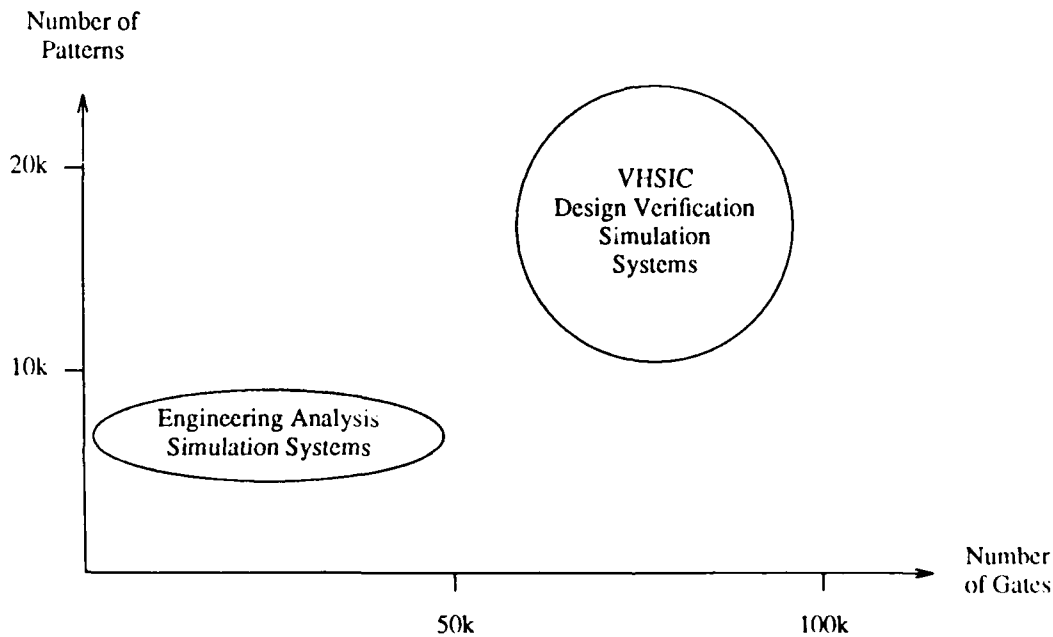 Number of
Patterns
20k
VHSIC
Design Verification
Simulation
Systems
10k
Engineering Analysis
Simulation Systems
Number
of Gates
50k
100k